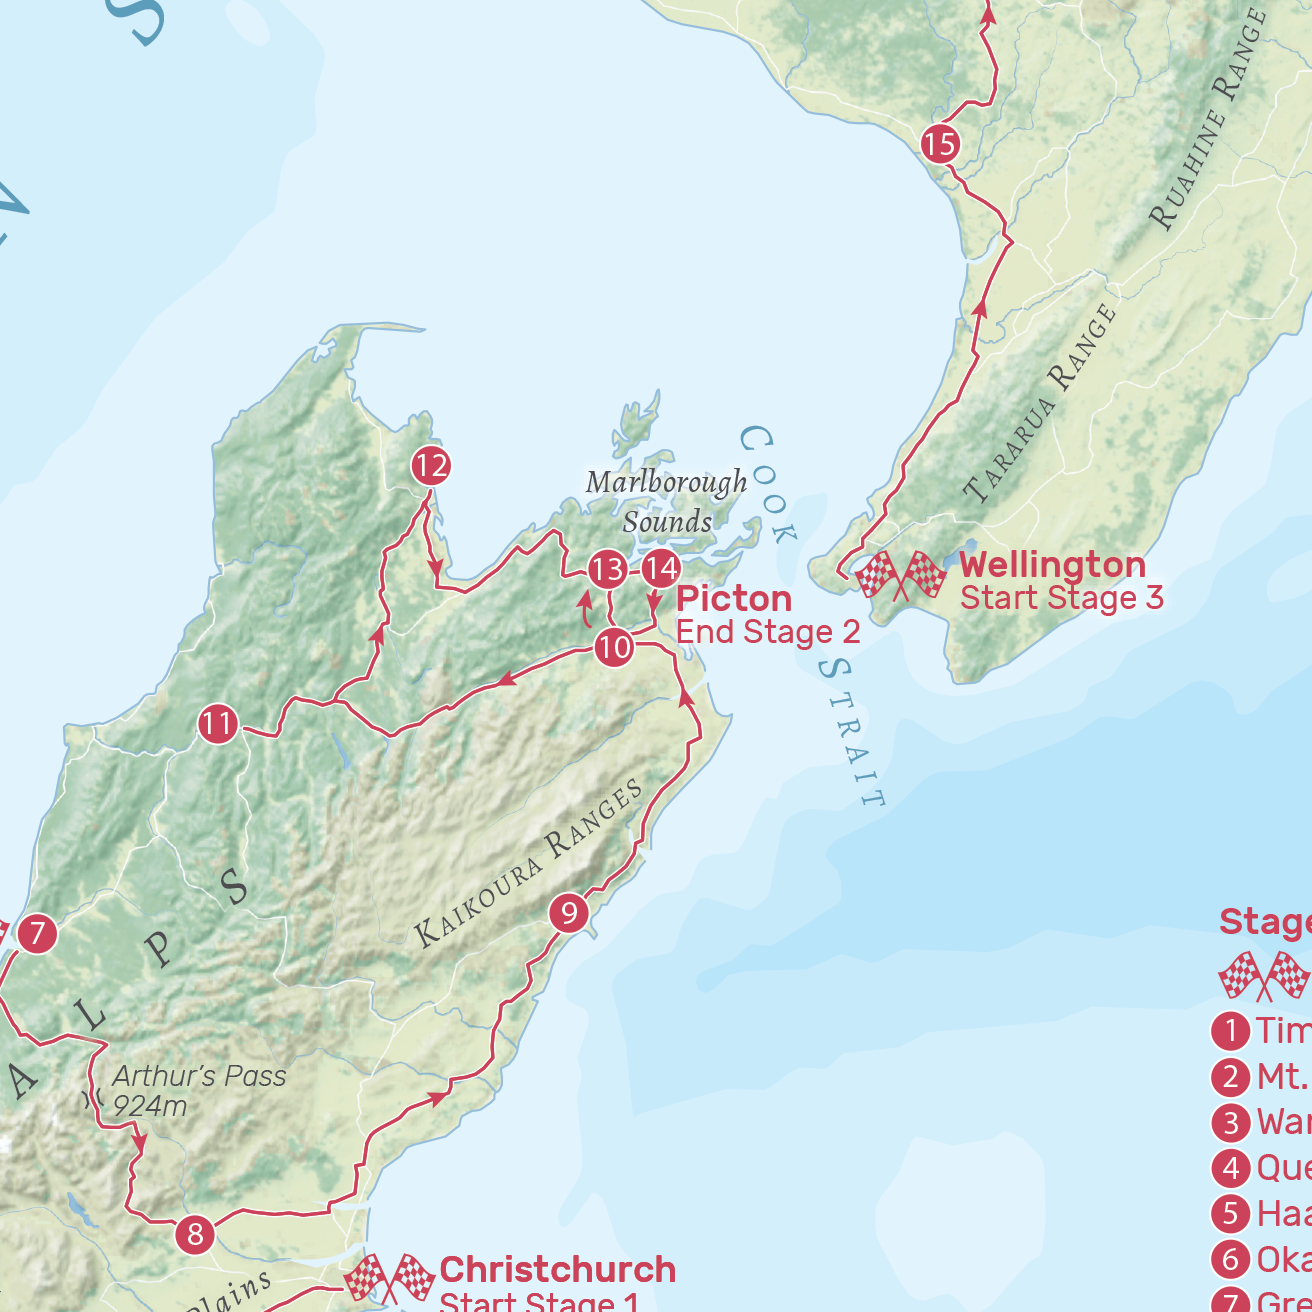 S
RUAHINE RANGE
15
TARARUA RANGE
12
Marlborough
Sounds
COOK
STRAIT
13
14
Wellington
Start Stage 3
Picton
End Stage 2
10
11
KAIKOURA RANGES
9
7
ALPS
Arthur's Pass
924m
8
Christchurch
Start Stage 1
Plains
Stage
1 Tim
2 Mt.
3 Wan
4 Que
5 Haa
6 Oka
7 Gre